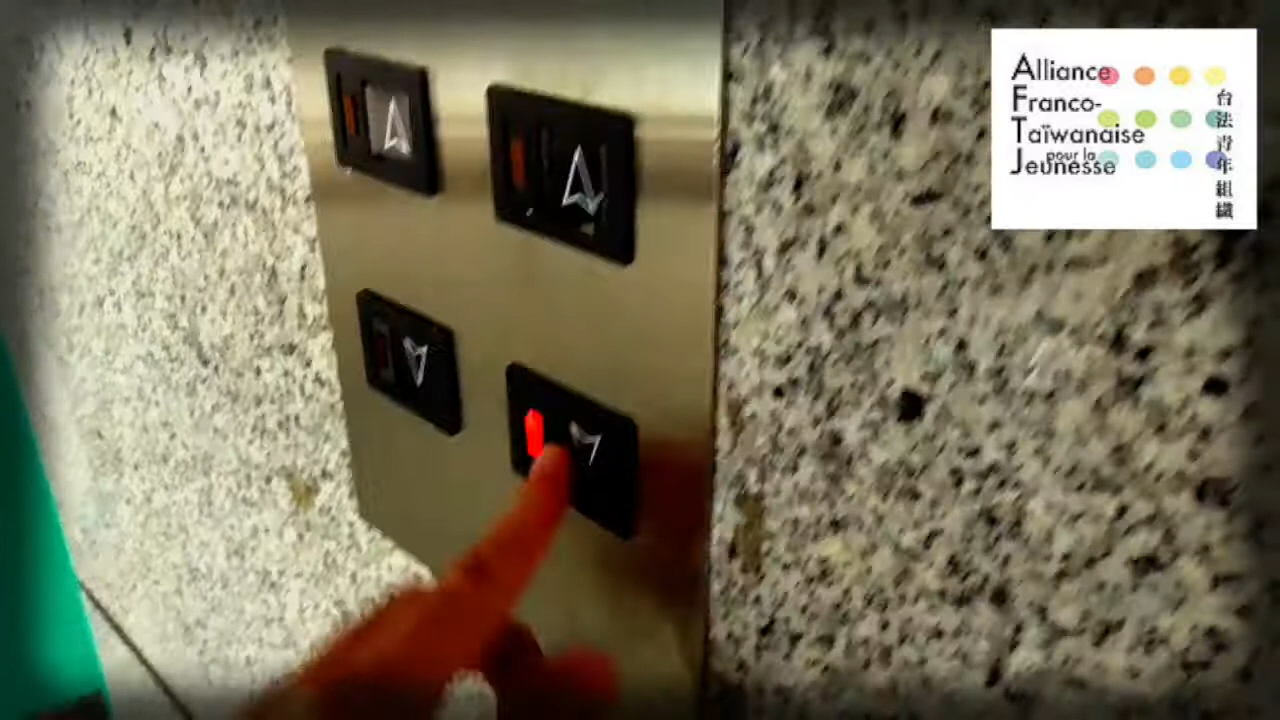 Alliance
Franco-
Taïwanaise
pour la
Jeunesse
台法青年組織